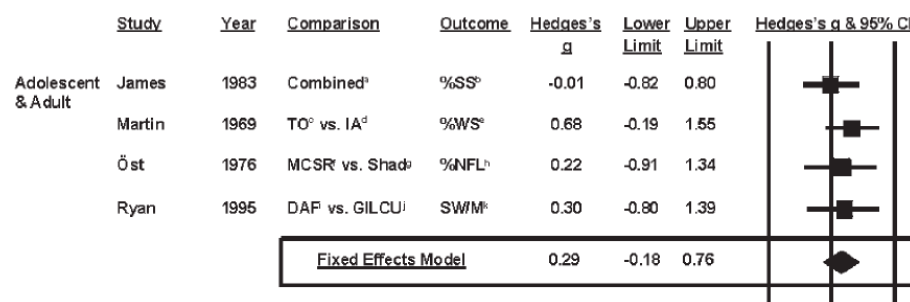 Study Year Comparison Outcome Hedges's g Lower Limit Upper Limit Hedges's g & 95% CI
Adolescent & Adult James 1983 Combinedᵃ %SSᵇ -0.01 -0.82 0.80
Martin 1969 TOᶜ vs. IAᵈ %WSᵉ 0.68 -0.19 1.55
Öst 1976 MCSRᶠ vs. Shadᵍ %NFLʰ 0.22 -0.91 1.34
Ryan 1995 DAFⁱ vs. GILCUʲ SW/Mᵏ 0.30 -0.80 1.39
Fixed Effects Model 0.29 -0.18 0.76